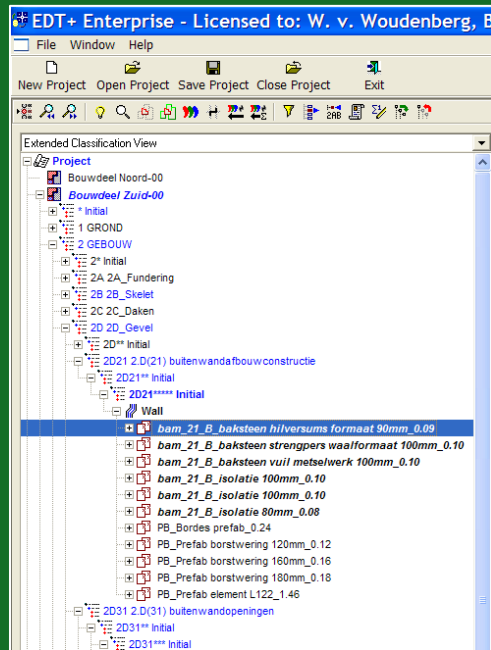 EDT+ Enterprise - Licensed to: W. v. Woudenberg, B
File Window Help
New Project Open Project Save Project Close Project Exit
Extended Classification View
Project
Bouwdeel Noord-00
Bouwdeel Zuid-00
* Initial
1 GROND
2 GEBOUW
2* Initial
2A 2A_Fundering
2B 2B_Skelet
2C 2C_Daken
2D 2D_Gevel
2D** Initial
2D21 2.D(21) buitenwandafbouwconstructie
2D21** Initial
2D21***** Initial
Wall
bam_21_B_baksteen hilversums formaat 90mm_0.09
bam_21_B_baksteen strengpers waalformaat 100mm_0.10
bam_21_B_baksteen vuil metselwerk 100mm_0.10
bam_21_B_isolatie 100mm_0.10
bam_21_B_isolatie 100mm_0.10
bam_21_B_isolatie 80mm_0.08
PB_Bordes prefab_0.24
PB_Prefab borstwering 120mm_0.12
PB_Prefab borstwering 160mm_0.16
PB_Prefab borstwering 180mm_0.18
PB_Prefab element L122_1.46
2D31 2.D(31) buitenwandopeningen
2D31** Initial
2D31*** Initial